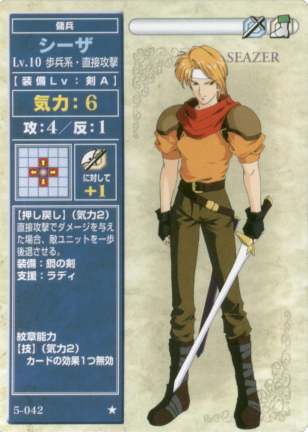 傭兵
シーザ
Lv.10 歩兵系・直接攻撃
【装備Lv:剣A】
気力:6
攻:4/反:1
に対して
+1
【押し戻し】(気力2)
直接攻撃でダメージを与え
た場合、敵ユニットを一歩
後退させる。
装備:鋼の剣
支援:ラディ
紋章能力
【技】(気力2)
カードの効果1つ無効
5-042
★
SEAZER